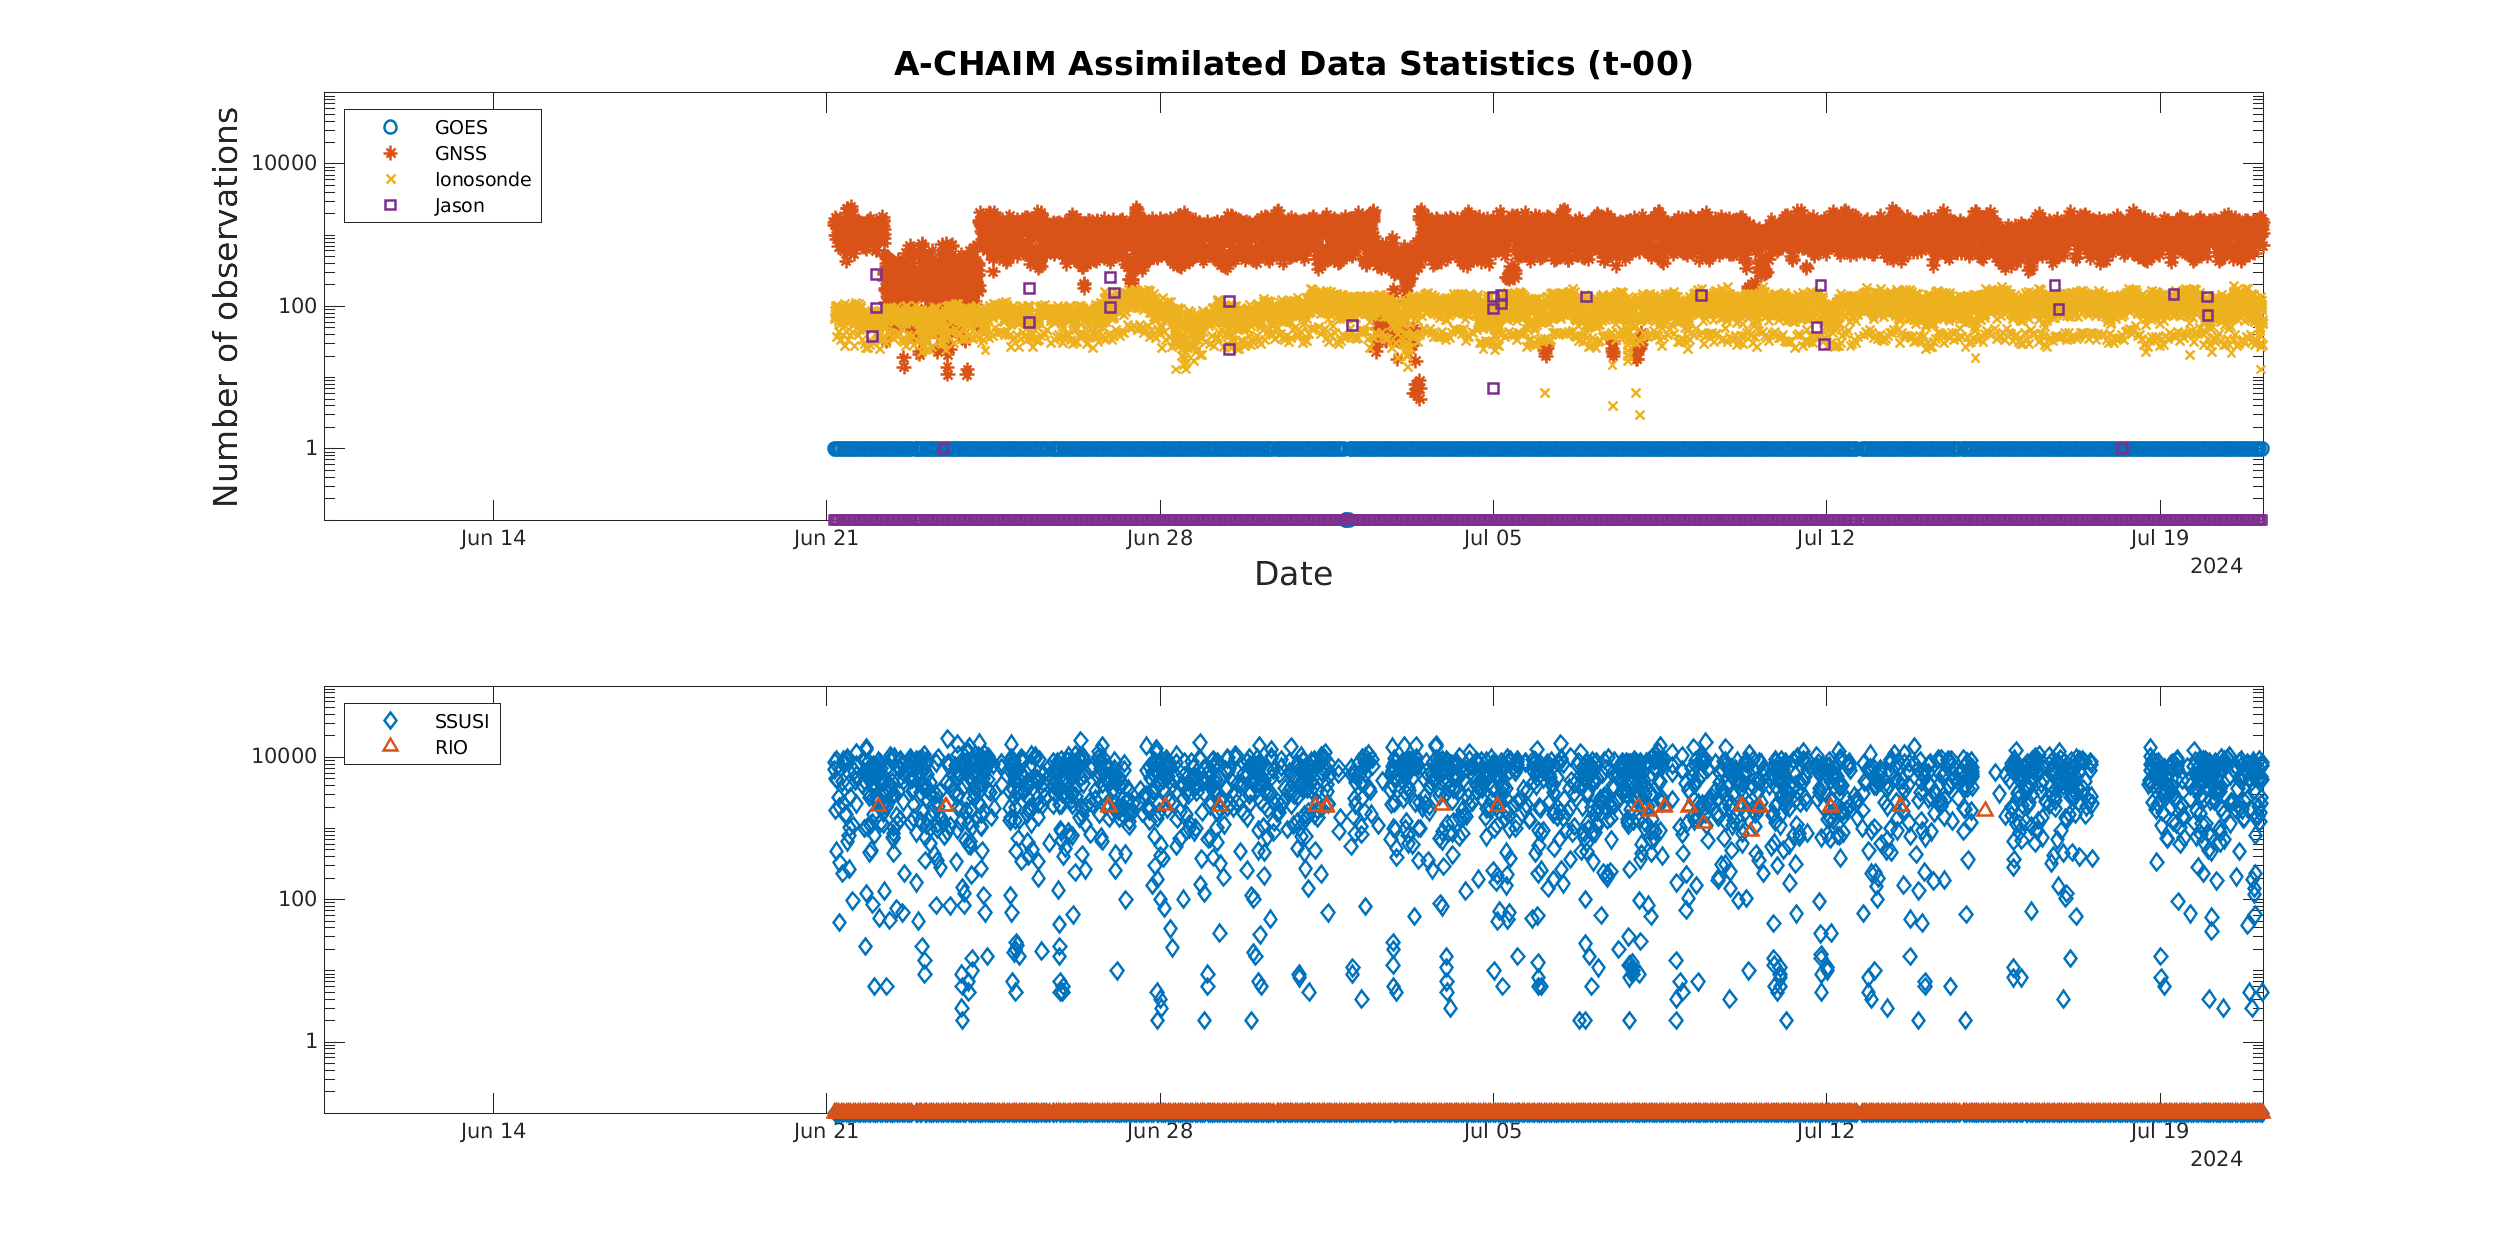 A-CHAIM Assimilated Data Statistics (t-00)
Number of observations
10000
100
1
GOES
GNSS
Ionosonde
Jason
Jun 14 Jun 21 Jun 28 Jul 05 Jul 12 Jul 19
2024
Date
10000
100
1
SSUSI
RIO
Jun 14 Jun 21 Jun 28 Jul 05 Jul 12 Jul 19
2024